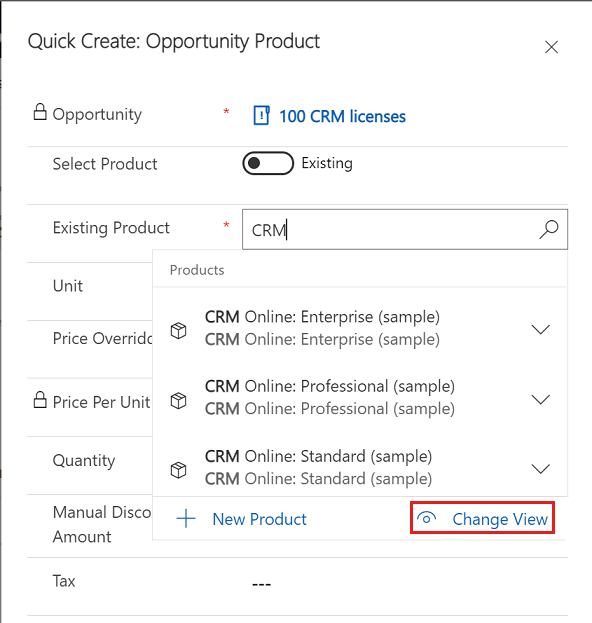 Quick Create: Opportunity Product
Opportunity * 100 CRM licenses
Select Product Existing
Existing Product * CRM
Products
Unit
CRM Online: Enterprise (sample)
Price Overrid
CRM Online: Enterprise (sample)
CRM Online: Professional (sample)
Price Per Unit
CRM Online: Professional (sample)
Quantity
CRM Online: Standard (sample)
CRM Online: Standard (sample)
Manual Disco
Amount
New Product Change View
Tax ---